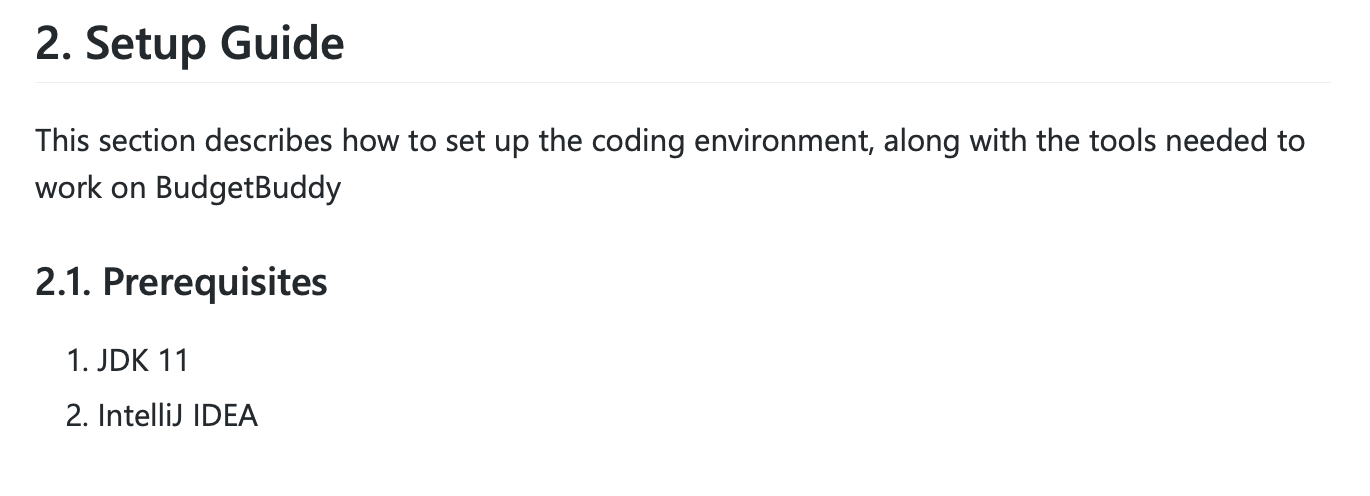 2. Setup Guide
This section describes how to set up the coding environment, along with the tools needed to
work on BudgetBuddy
2.1. Prerequisites
1. JDK 11
2. IntelliJ IDEA